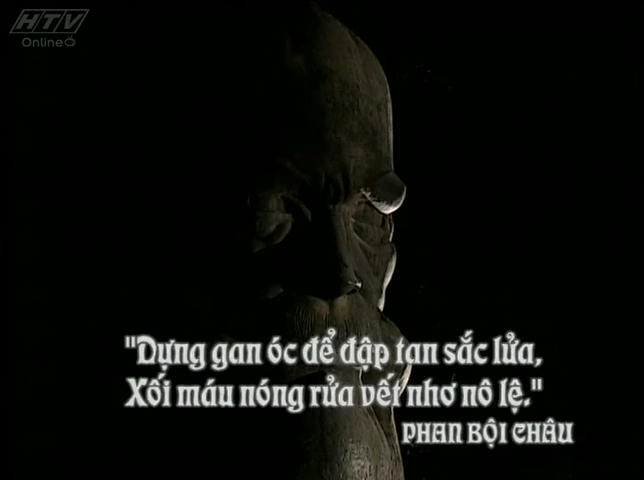 HTV
Online
"Dựng gan óc để đập tan sắc lửa,
Xối máu nóng rửa vết nhơ nô lệ."
PHAN BỘI CHÂU